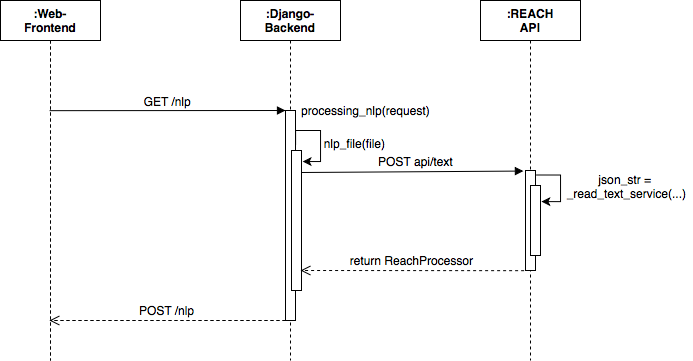 :Web-
Frontend
:Django-
Backend
:REACH
API
GET /nlp
processing_nlp(request)
nlp_file(file)
POST api/text
json_str =
_read_text_service(...)
return ReachProcessor
POST /nlp